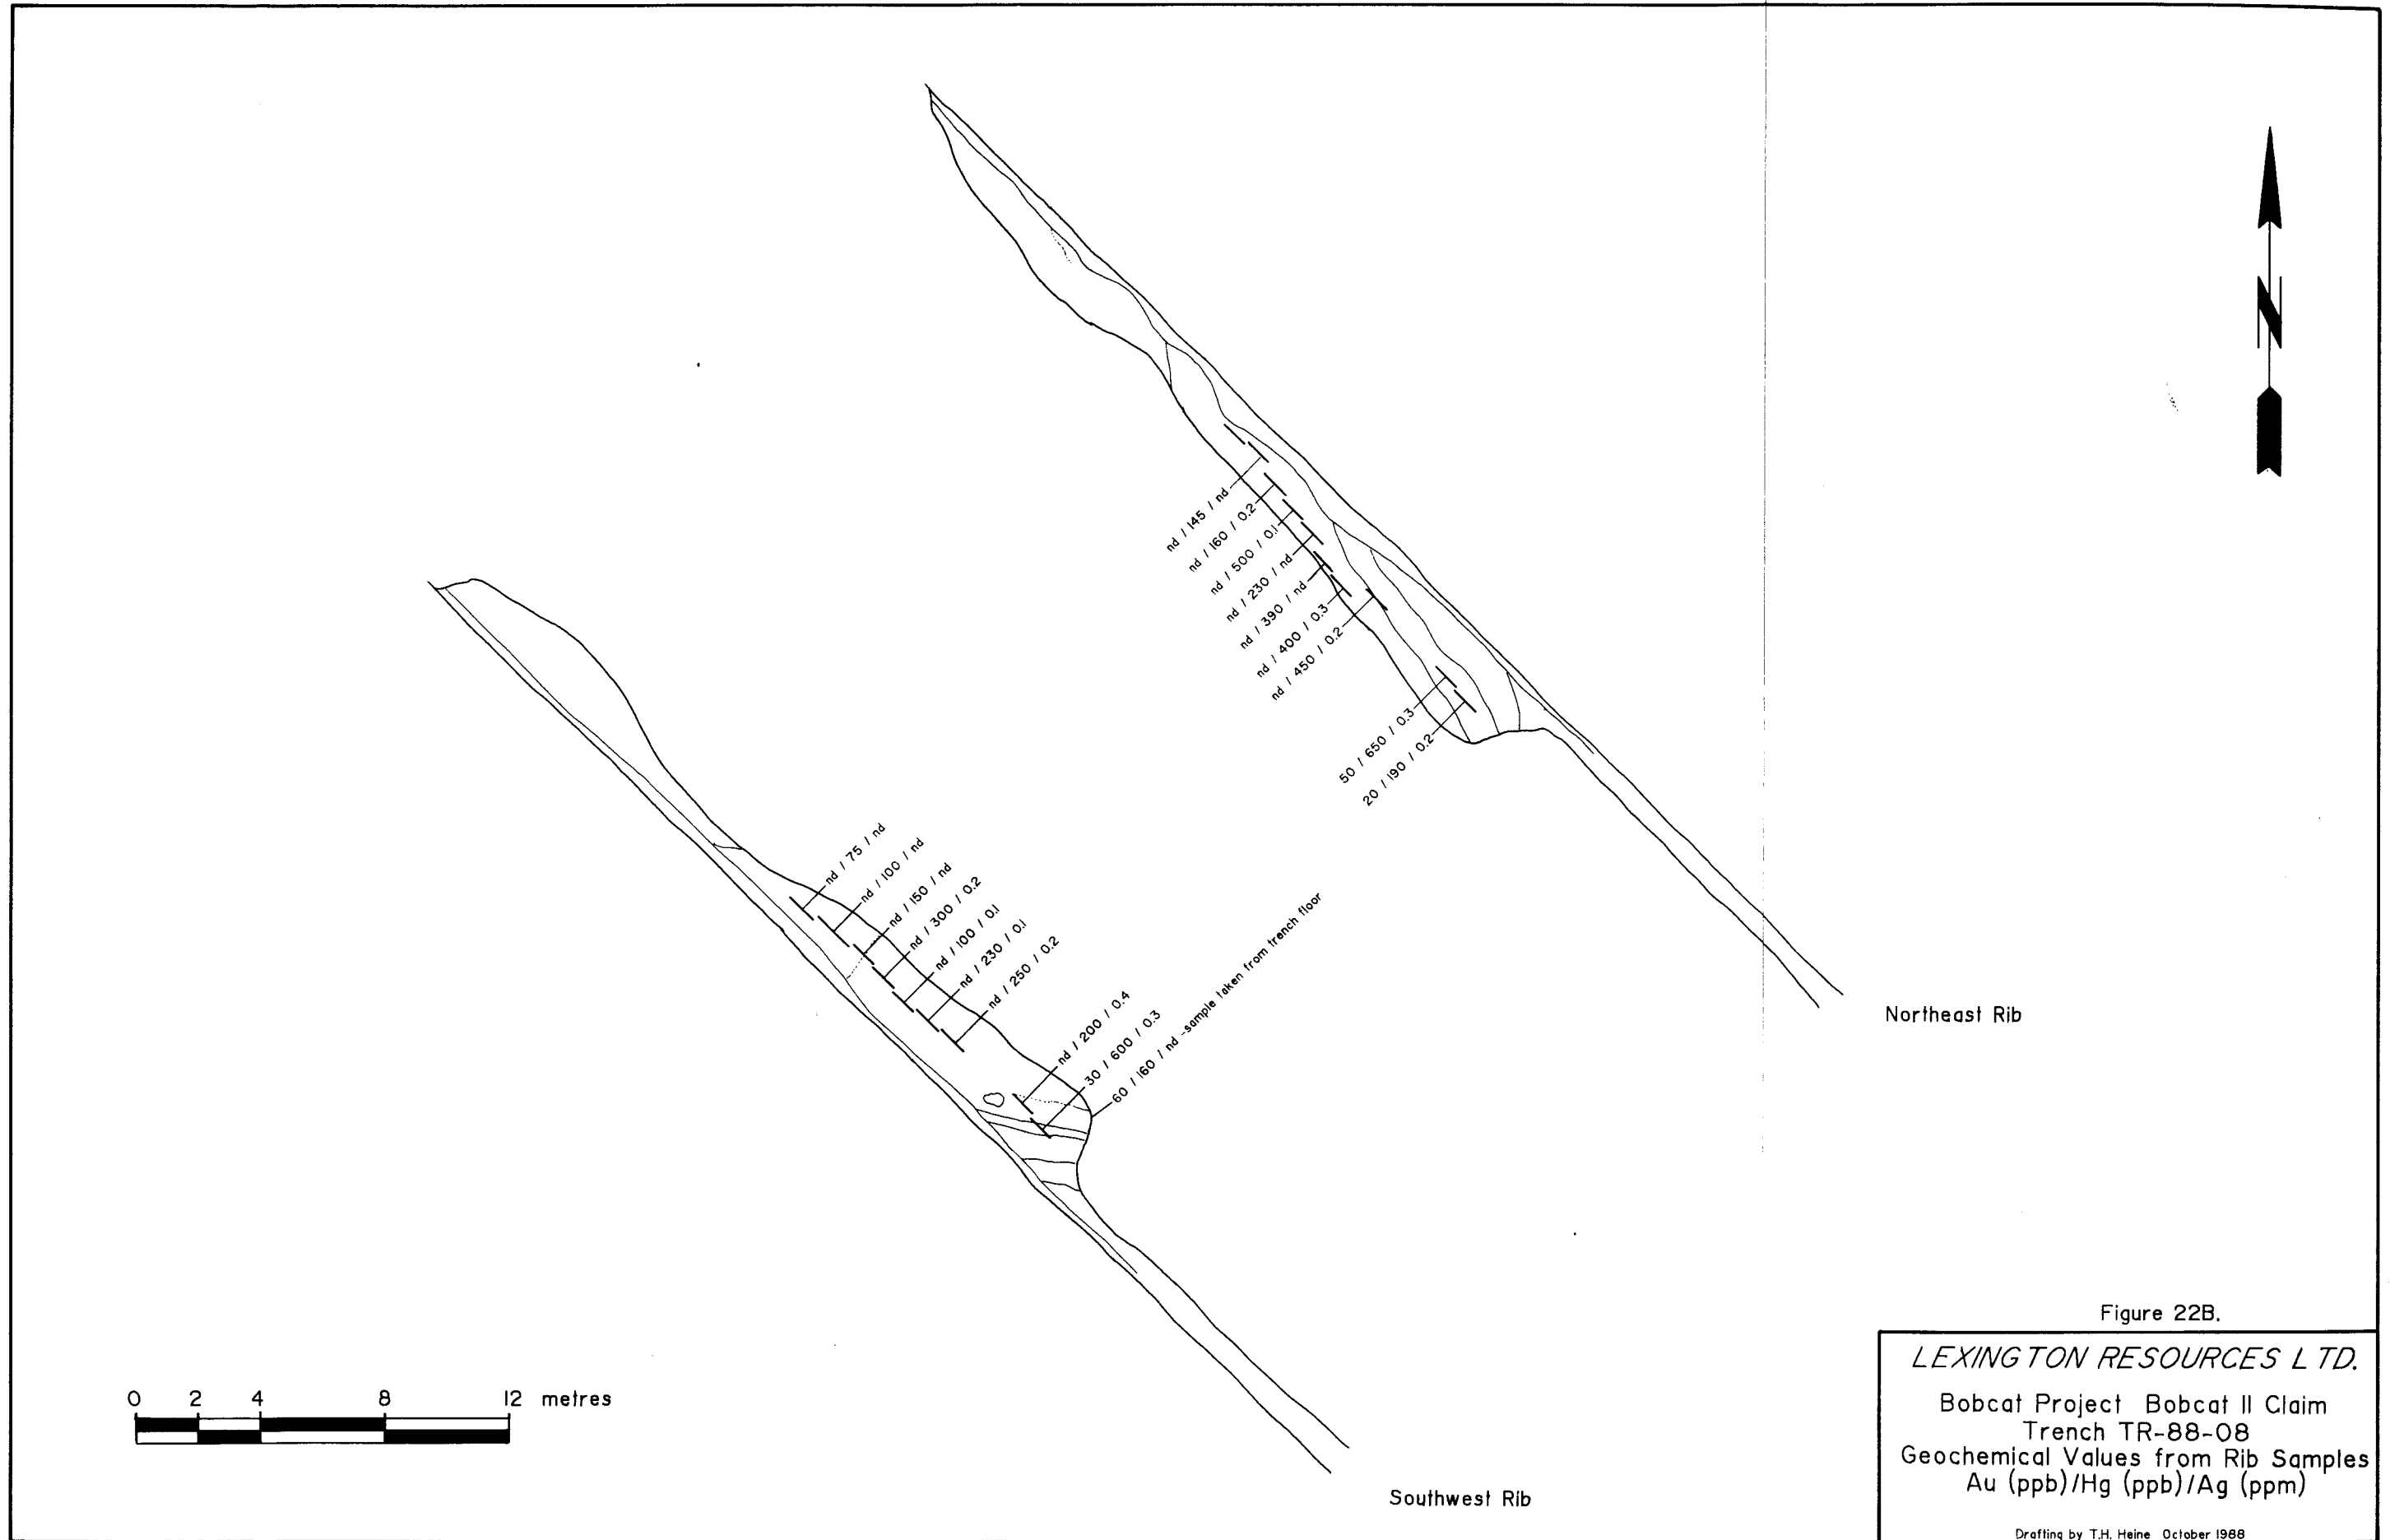 N
nd / 145 / nd
nd / 160 / 0.2
nd / 500 / 0.1
nd / 230 / nd
nd / 390 / nd
nd / 400 / 0.3
nd / 450 / 0.2
50 / 650 / 0.3
20 / 190 / 0.2
nd / 75 / nd
nd / 100 / nd
nd / 150 / nd
nd / 300 / 0.2
nd / 100 / 0.1
nd / 230 / 0.1
nd / 250 / 0.2
nd / 200 / 0.4
30 / 600 / 0.3
60 / 160 / nd -sample taken from trench floor
Northeast Rib
Southwest Rib
0 2 4 8 12 metres
Figure 22B.
LEXINGTON RESOURCES LTD.
Bobcat Project Bobcat II Claim
Trench TR-88-08
Geochemical Values from Rib Samples
Au (ppb)/Hg (ppb)/Ag (ppm)
Drafting by T.H. Heine October 1988